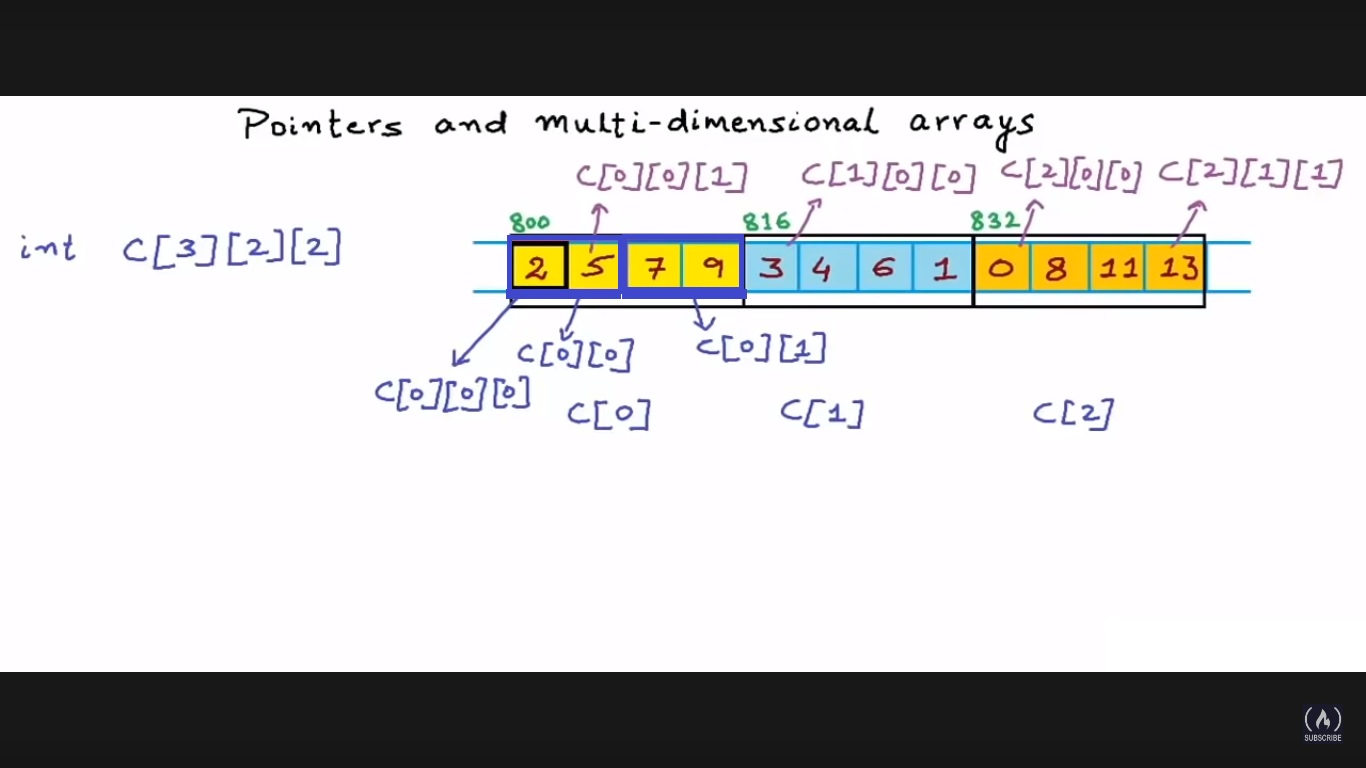 Pointers and multi-dimensional arrays
C[0][0][1] C[1][0][0] C[2][0][0] C[2][1][1]
800 816 832
int C[3][2][2]
2 5 7 9 3 4 6 1 0 8 11 13
C[0][0] C[0][1]
C[0][0][0]
C[0] C[1] C[2]
SUBSCRIBE